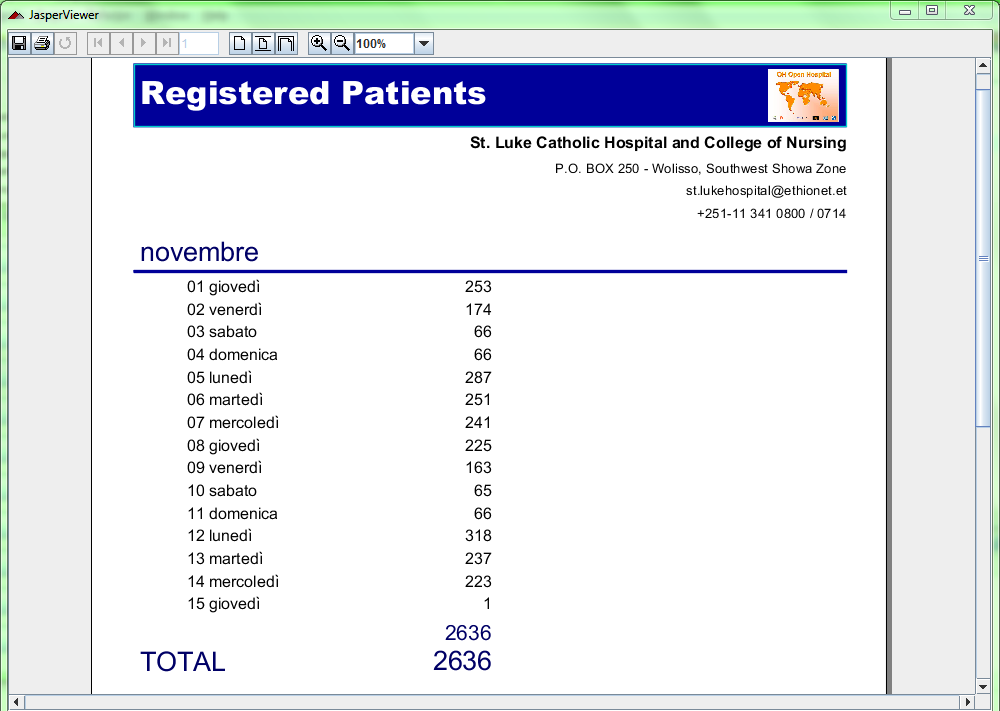 JasperViewer
1
100%
Registered Patients
OH Open Hospital
St. Luke Catholic Hospital and College of Nursing
P.O. BOX 250 - Wolisso, Southwest Showa Zone
st.lukehospital@ethionet.et
+251-11 341 0800 / 0714
novembre
01 giovedì 253
02 venerdì 174
03 sabato 66
04 domenica 66
05 lunedì 287
06 martedì 251
07 mercoledì 241
08 giovedì 225
09 venerdì 163
10 sabato 65
11 domenica 66
12 lunedì 318
13 martedì 237
14 mercoledì 223
15 giovedì 1
2636
TOTAL 2636